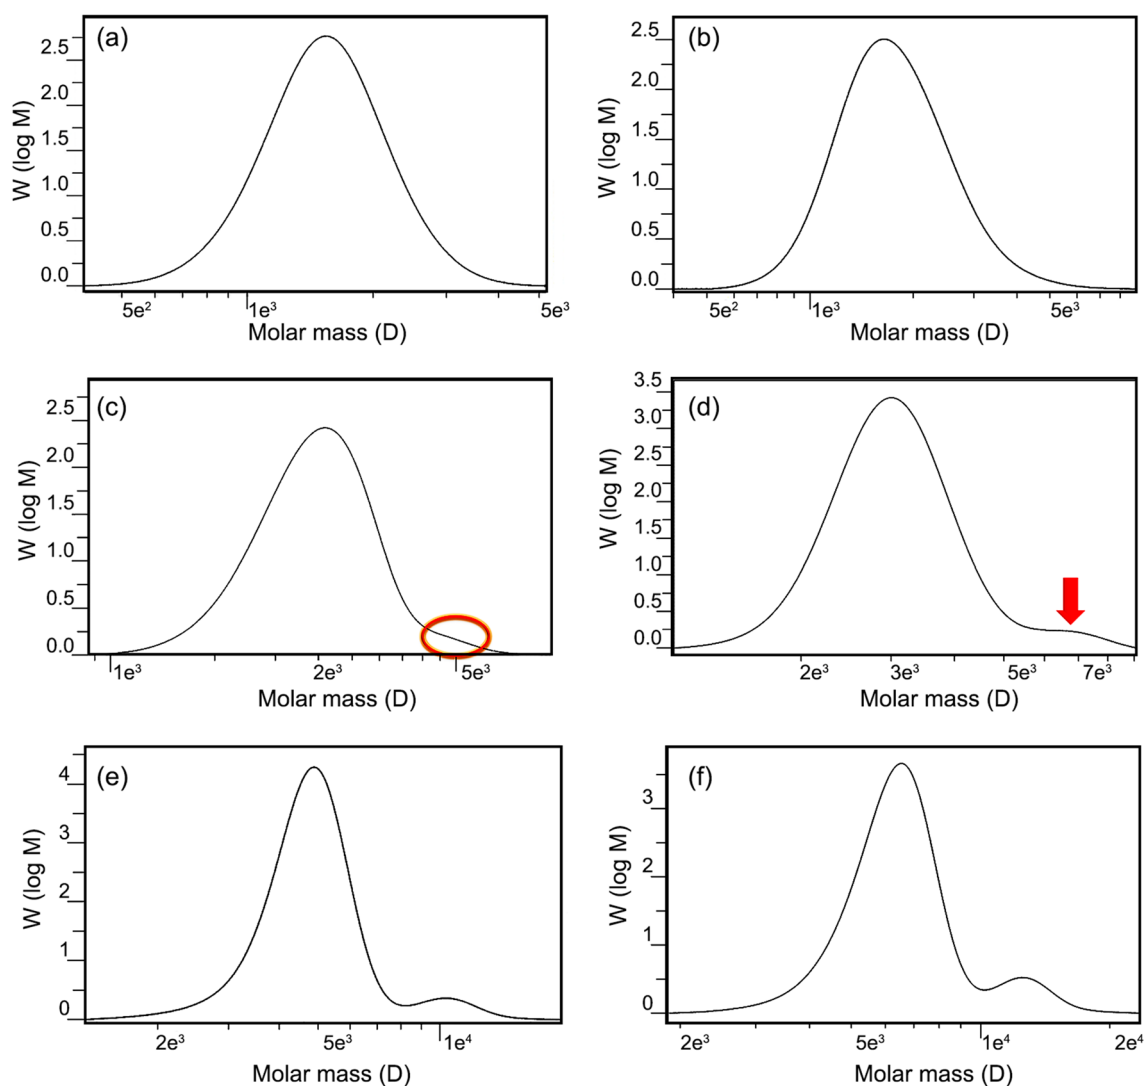 (a)
2.5
2.0
1.5
1.0
0.5
0.0
W (log M)
5e²
1e³
5e³
Molar mass (D)
(b)
2.5
2.0
1.5
1.0
0.5
0.0
W (log M)
5e²
1e³
5e³
Molar mass (D)
(c)
2.5
2.0
1.5
1.0
0.5
0.0
W (log M)
1e³
2e³
5e³
Molar mass (D)
(d)
3.5
3.0
2.5
2.0
1.5
1.0
0.5
0.0
W (log M)
2e³
3e³
5e³
7e³
Molar mass (D)
(e)
4
3
2
1
0
W (log M)
2e³
5e³
1e⁴
Molar mass (D)
(f)
3
2
1
0
W (log M)
2e³
5e³
1e⁴
2e⁴
Molar mass (D)